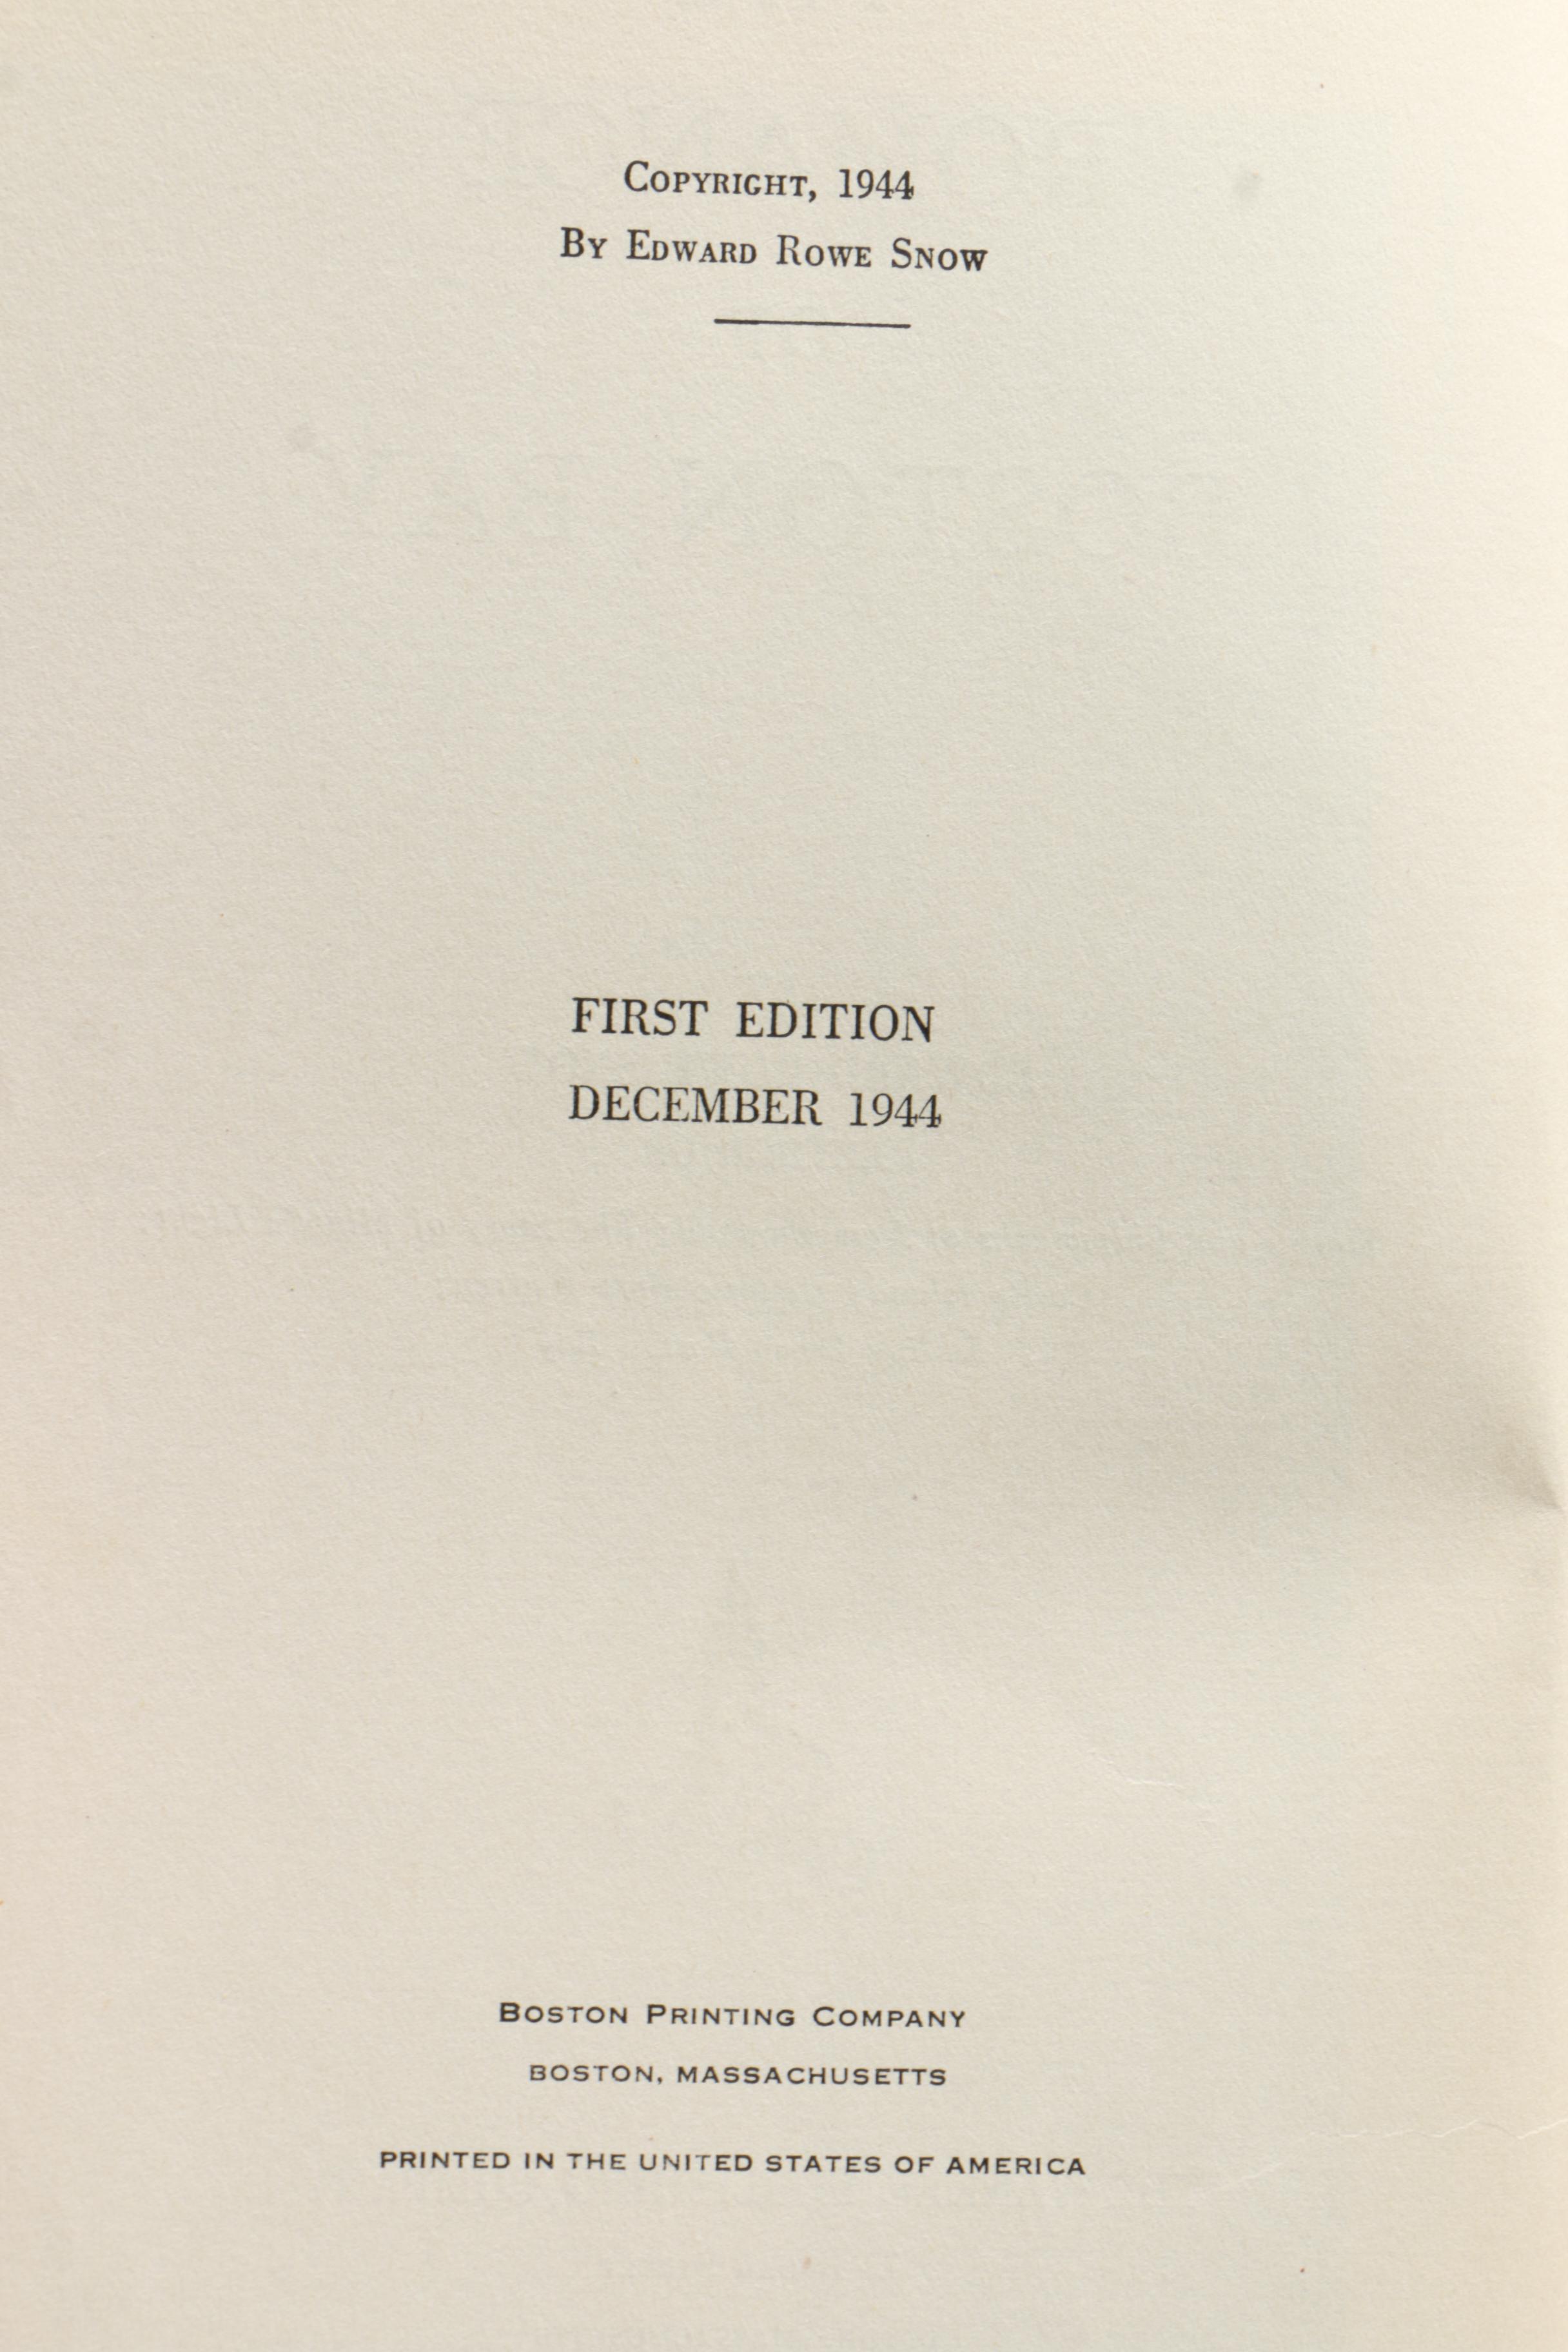 Copyright, 1944
By Edward Rowe Snow
FIRST EDITION
DECEMBER 1944
Boston Printing Company
BOSTON, MASSACHUSETTS
PRINTED IN THE UNITED STATES OF AMERICA